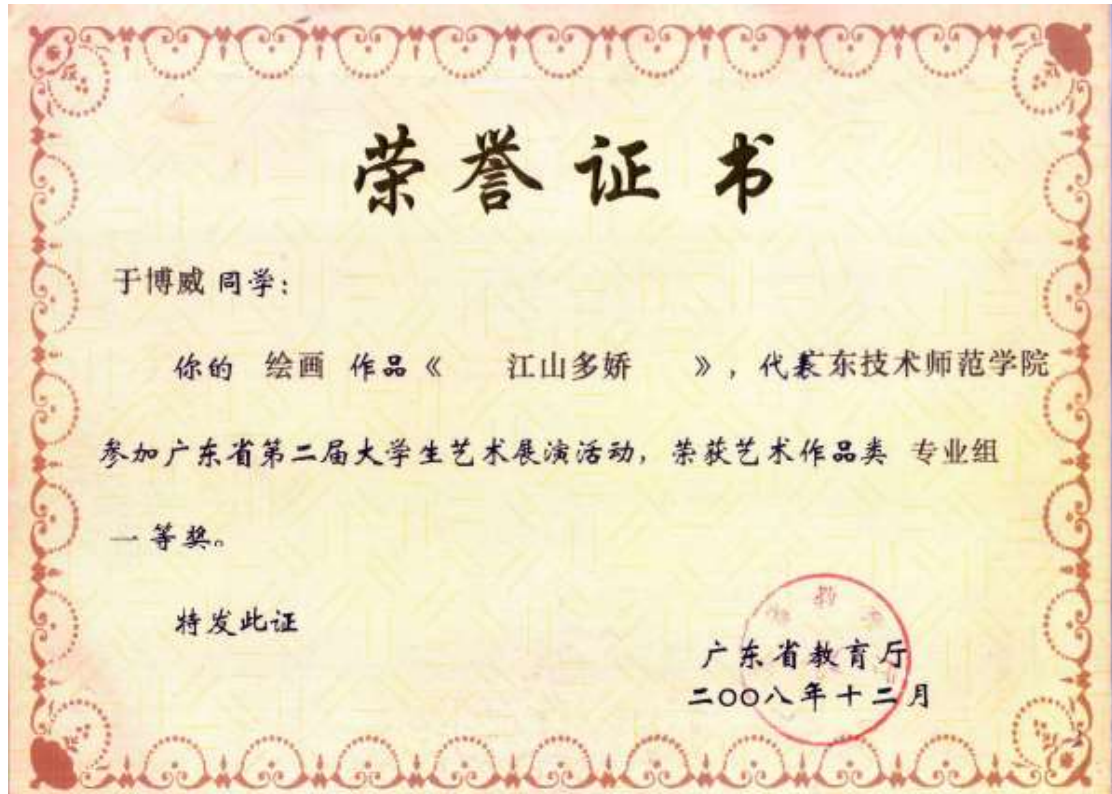 荣誉证书
于博威 同学：
你的 绘画 作品《 江山多娇 》，代表广东技术师范学院
参加广东省第二届大学生艺术展演活动，荣获艺术作品类 专业组
一等奖。
特发此证
广东省教育厅
二〇〇八年十二月